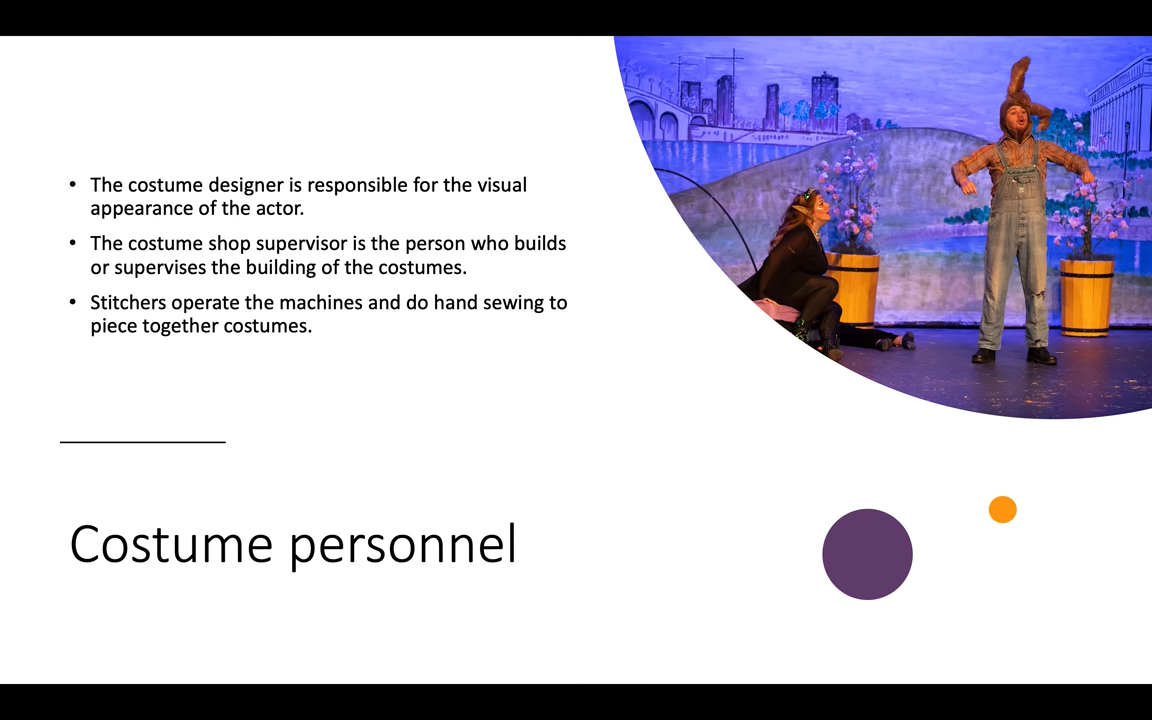 • The costume designer is responsible for the visual
appearance of the actor.
• The costume shop supervisor is the person who builds
or supervises the building of the costumes.
• Stitchers operate the machines and do hand sewing to
piece together costumes.
Costume personnel